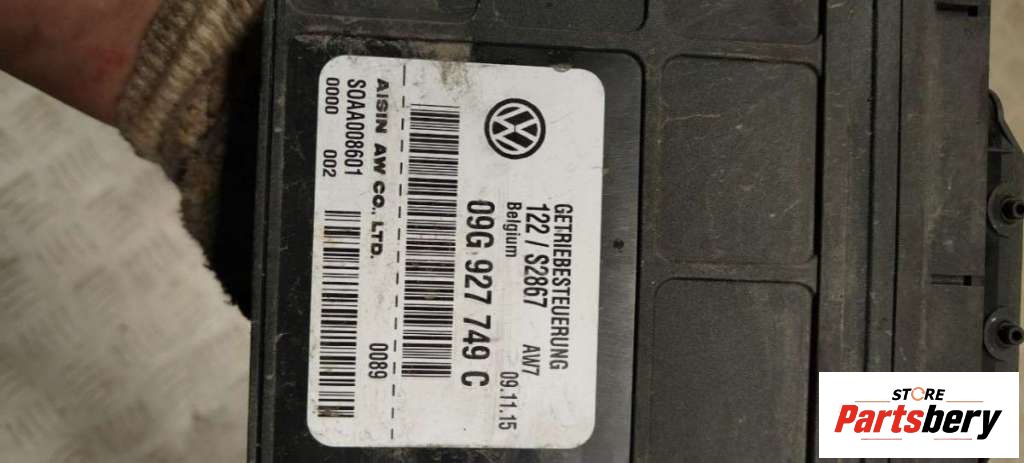 GETRIEBESTEUERUNG
122 / S2867 AW7
Belgium 09.11.15
09G 927 749 C
0089
AISIN AW CO., LTD.
SOAA008601
0000 002
STORE
Partsbery